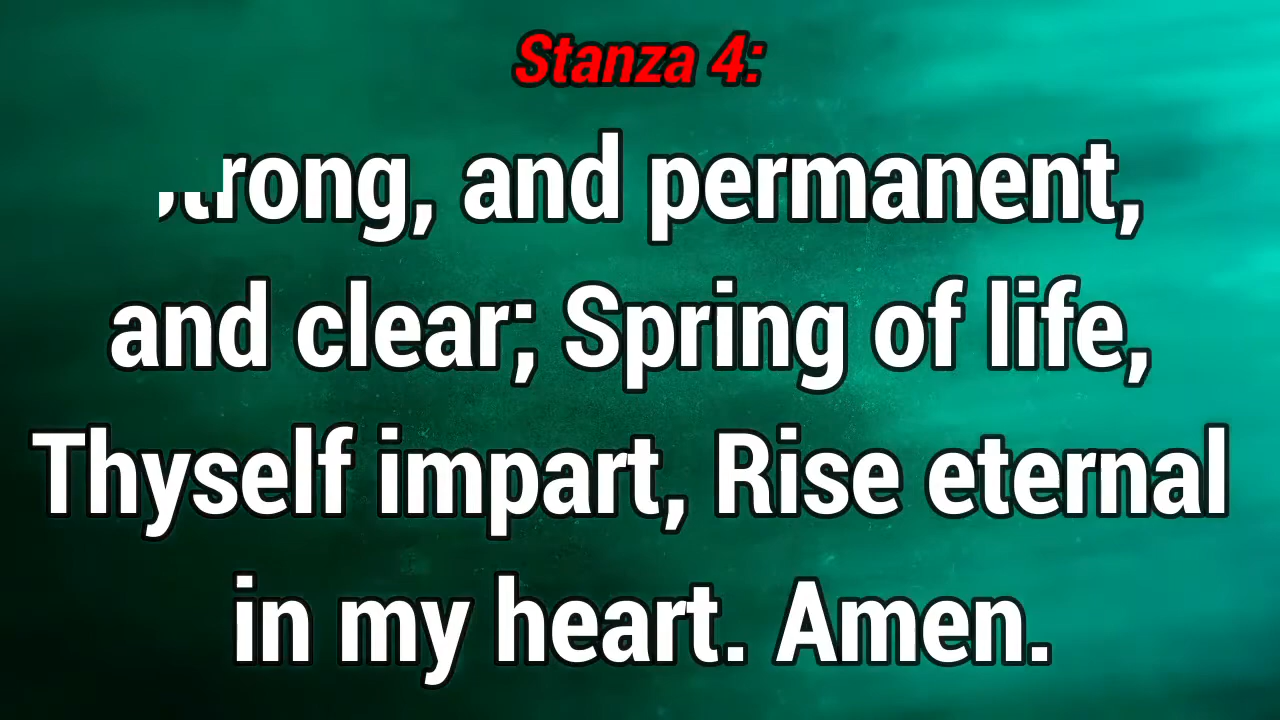 Stanza 4:
and permanent,
and clear; Spring of life,
Thyself impart, Rise eternal
in my heart. Amen.